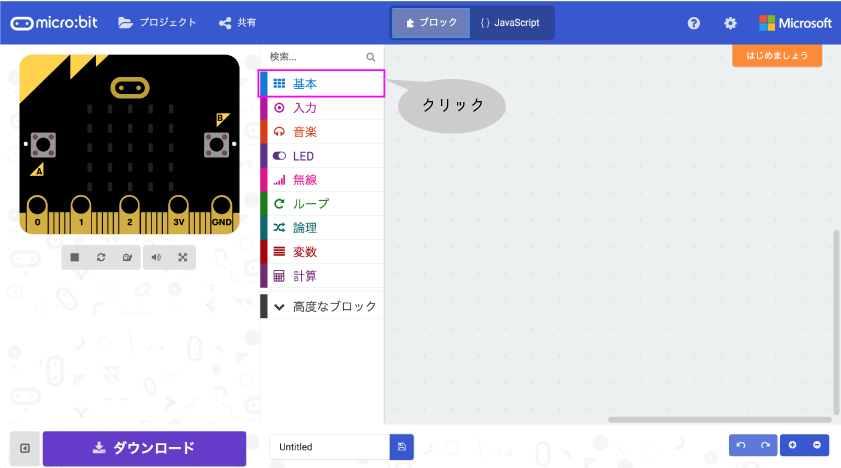 micro:bit プロジェクト 共有 ブロック {} JavaScript ? Microsoft
検索...
はじめましょう
基本
クリック
入力
音楽
LED
無線
ループ
論理
変数
計算
高度なブロック
B
A
0 1 2 3V GND
ダウンロード
Untitled